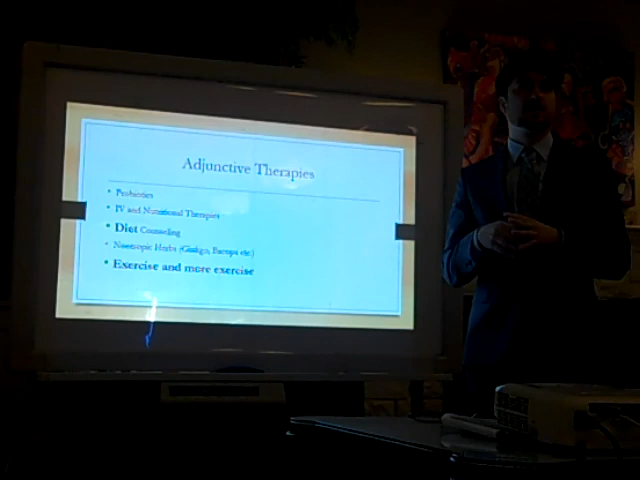 Adjunctive Therapies
Probiotics
IV and Nutritional Therapies
Diet Counseling
Nootropic Herbs (Ginkgo, Bacopa etc)
Exercise and more exercise